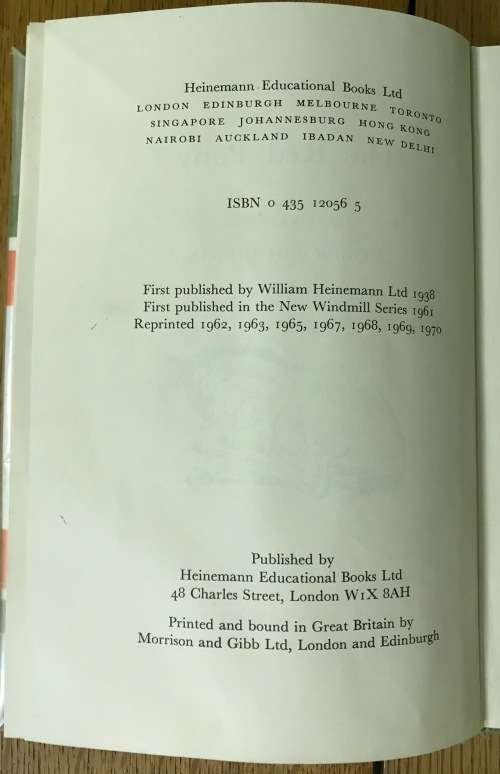 Heinemann Educational Books Ltd
LONDON EDINBURGH MELBOURNE TORONTO
SINGAPORE JOHANNESBURG HONG KONG
NAIROBI AUCKLAND IBADAN NEW DELHI
ISBN 0 435 12056 5
First published by William Heinemann Ltd 1938
First published in the New Windmill Series 1961
Reprinted 1962, 1963, 1965, 1967, 1968, 1969, 1970
Published by
Heinemann Educational Books Ltd
48 Charles Street, London W1X 8AH
Printed and bound in Great Britain by
Morrison and Gibb Ltd, London and Edinburgh